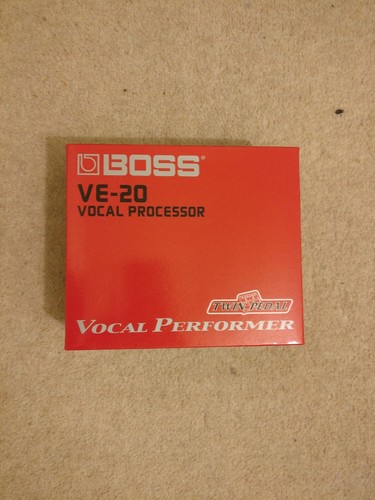 BOSS®
VE-20
VOCAL PROCESSOR
TWIN-PEDAL
VOCAL PERFORMER